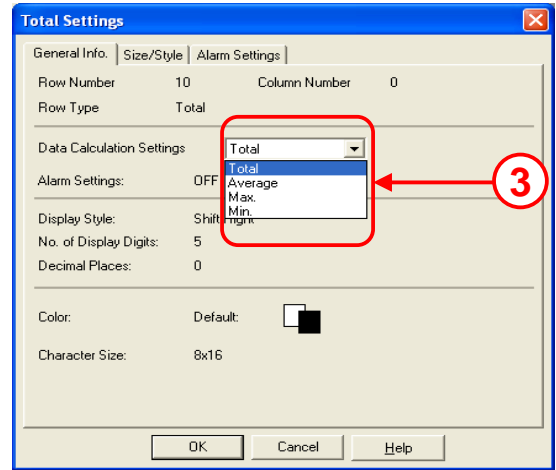 Total Settings
General Info. Size/Style Alarm Settings
Row Number 10 Column Number 0
Row Type Total
Data Calculation Settings Total
Total
Alarm Settings: OFF Average
Max.
Min.
Display Style: Shift Right
No. of Display Digits: 5
Decimal Places: 0
3
Color: Default:
Character Size: 8x16
OK Cancel Help